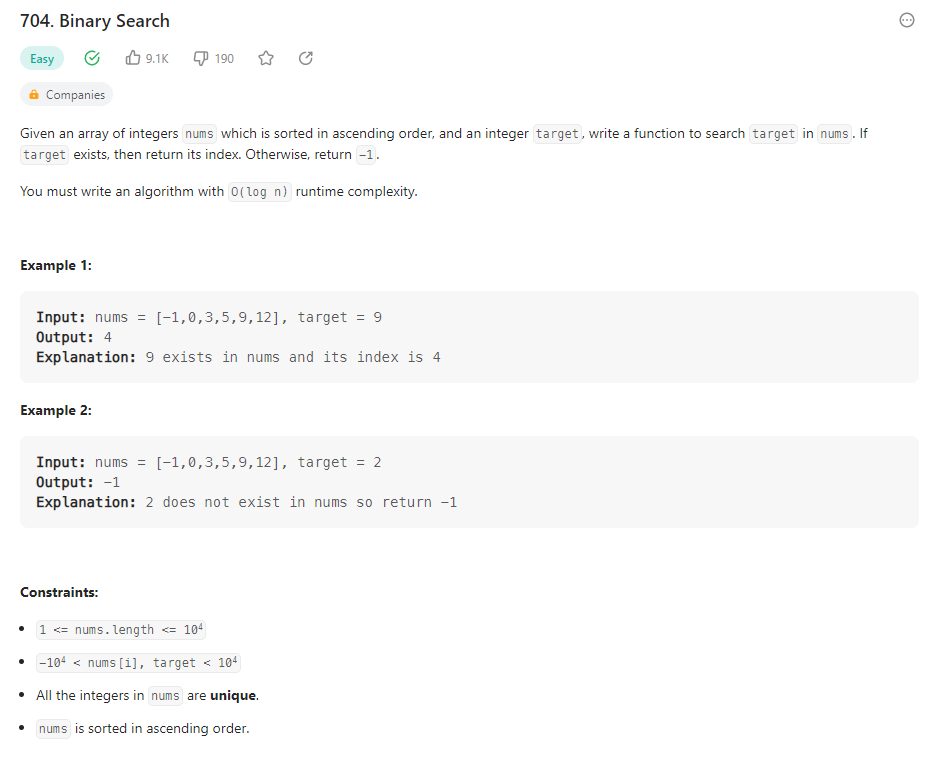 704. Binary Search
Easy 9.1K 190
Companies
Given an array of integers nums which is sorted in ascending order, and an integer target, write a function to search target in nums. If
target exists, then return its index. Otherwise, return -1.
You must write an algorithm with O(log n) runtime complexity.
Example 1:
Input: nums = [-1,0,3,5,9,12], target = 9
Output: 4
Explanation: 9 exists in nums and its index is 4
Example 2:
Input: nums = [-1,0,3,5,9,12], target = 2
Output: -1
Explanation: 2 does not exist in nums so return -1
Constraints:
• 1 <= nums.length <= 10⁴
• -10⁴ < nums[i], target < 10⁴
• All the integers in nums are unique.
• nums is sorted in ascending order.